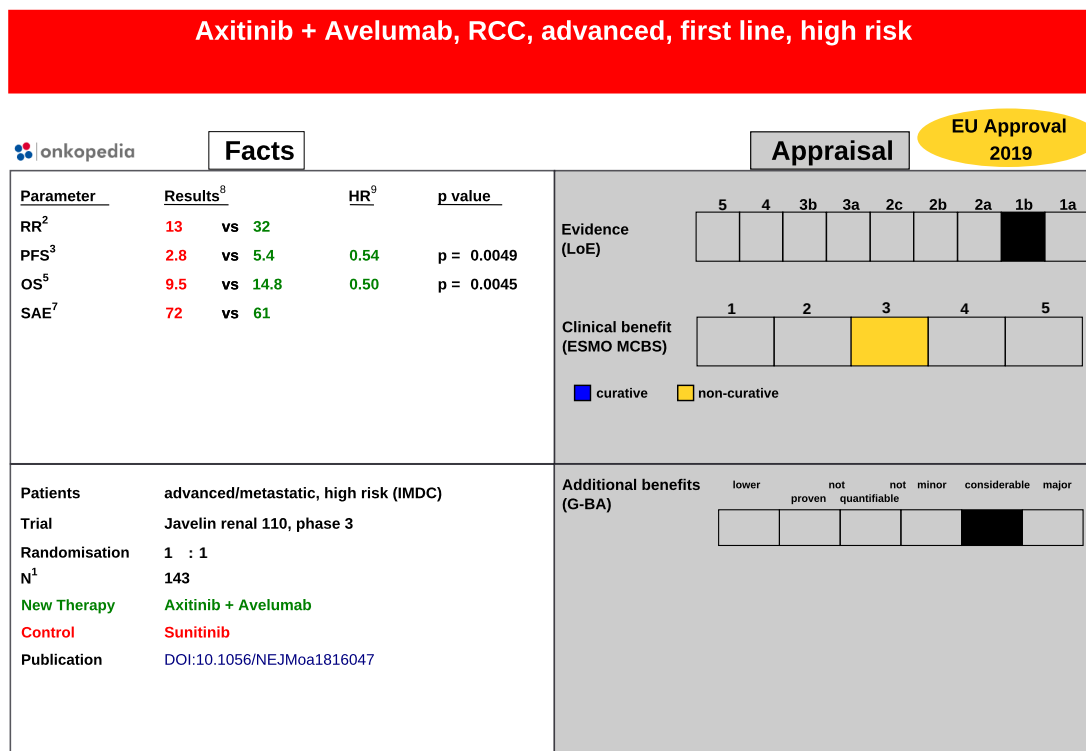 Axitinib + Avelumab, RCC, advanced, first line, high risk
onkopedia
Facts
Appraisal
EU Approval
2019
Parameter Results8 HR9 p value
RR2 13 vs 32
PFS3 2.8 vs 5.4 0.54 p = 0.0049
OS5 9.5 vs 14.8 0.50 p = 0.0045
SAE7 72 vs 61
5 4 3b 3a 2c 2b 2a 1b 1a
Evidence
(LoE)
1 2 3 4 5
Clinical benefit
(ESMO MCBS)
curative non-curative
Patients advanced/metastatic, high risk (IMDC)
Trial Javelin renal 110, phase 3
Randomisation 1 : 1
N1 143
New Therapy Axitinib + Avelumab
Control Sunitinib
Publication DOI:10.1056/NEJMoa1816047
Additional benefits
(G-BA)
lower not not minor considerable major
proven quantifiable